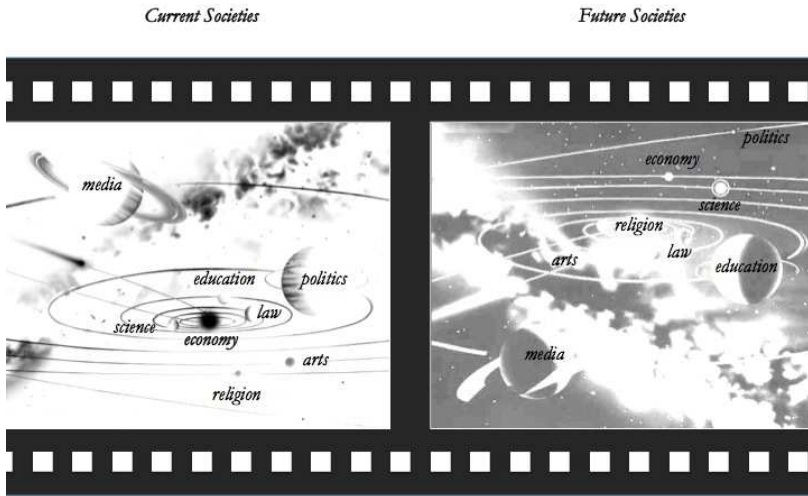 Current Societies
Future Societies
media
education
politics
law
science
economy
arts
religion
politics
economy
science
religion
law
arts
education
media